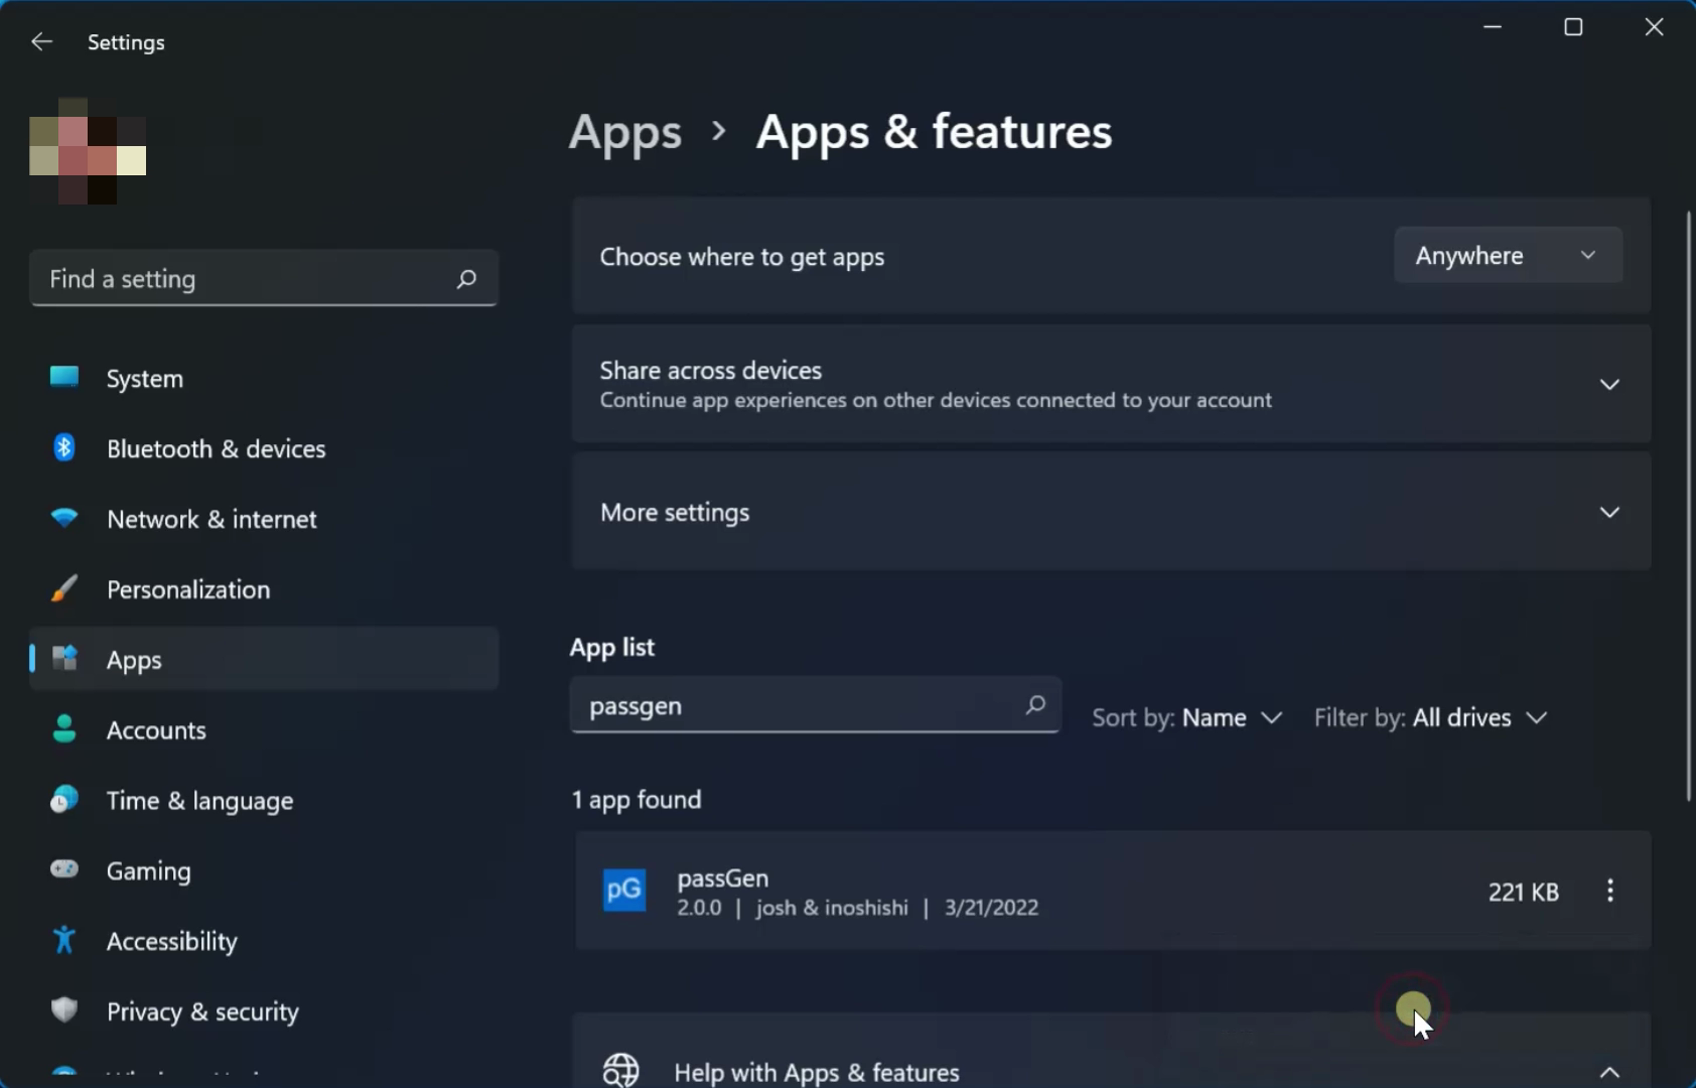 Settings
Find a setting
System
Bluetooth & devices
Network & internet
Personalization
Apps
Accounts
Time & language
Gaming
Accessibility
Privacy & security
Apps > Apps & features
Choose where to get apps
Anywhere
Share across devices
Continue app experiences on other devices connected to your account
More settings
App list
passgen
Sort by: Name
Filter by: All drives
1 app found
pG
passGen
2.0.0 | josh & inoshishi | 3/21/2022
221 KB
Help with Apps & features